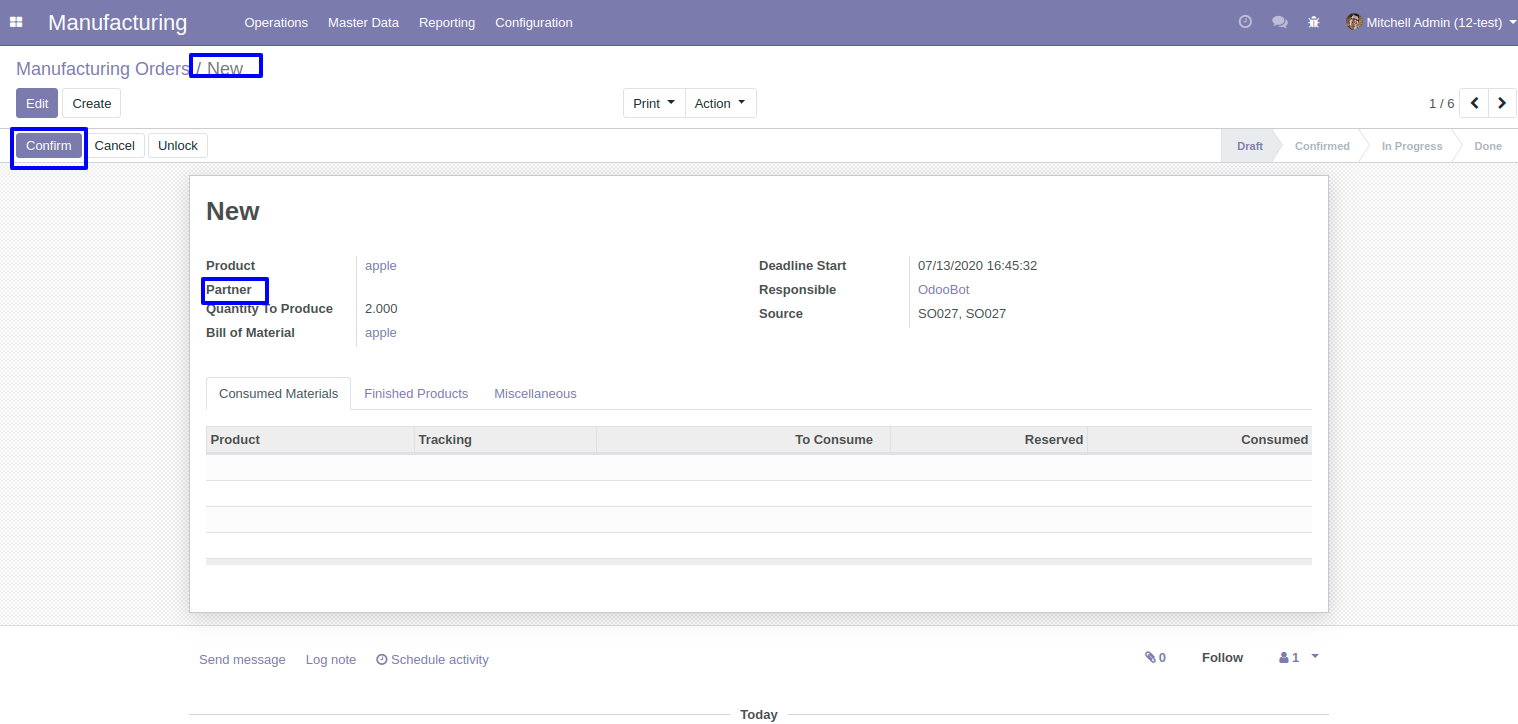 Manufacturing Operations Master Data Reporting Configuration Mitchell Admin (12-test)
Manufacturing Orders / New
Edit Create Print Action 1 / 6
Confirm Cancel Unlock Draft Confirmed In Progress Done
New
Product apple Deadline Start 07/13/2020 16:45:32
Partner Responsible OdooBot
Quantity To Produce 2.000
Source SO027, SO027
Bill of Material apple
Consumed Materials Finished Products Miscellaneous
Product Tracking To Consume Reserved Consumed
Send message Log note Schedule activity 0 Follow 1
Today